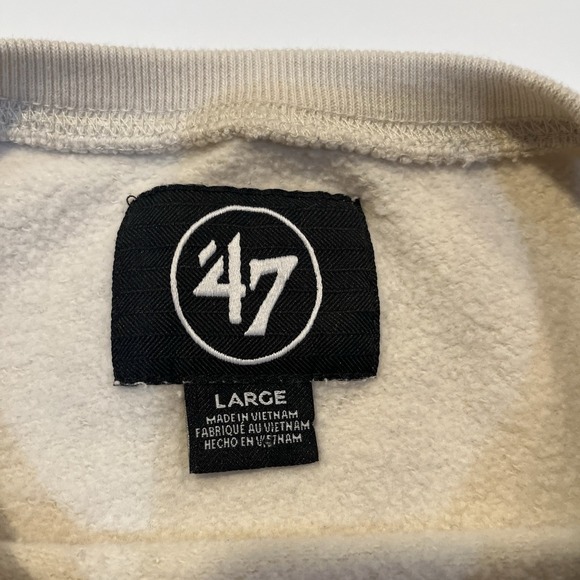 '47
LARGE
MADE IN VIETNAM
FABRIQUÉ AU VIETNAM
HECHO EN VIETNAM